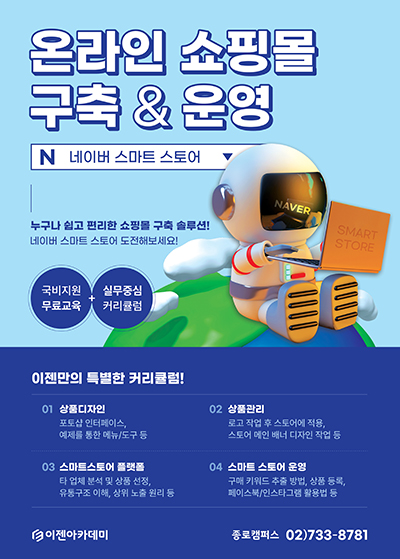 온라인 쇼핑몰
구축 & 운영
N 네이버 스마트 스토어
누구나 쉽고 편리한 쇼핑몰 구축 솔루션!
네이버 스마트 스토어 도전해보세요!
NAVER
SMART
STORE
국비지원
무료교육
+
실무중심
커리큘럼
이젠만의 특별한 커리큘럼!
01 상품디자인
포토샵 인터페이스,
예제를 통한 메뉴/도구 등
02 상품관리
로고 작업 후 스토어에 적용,
스토어 메인 배너 디자인 작업 등
03 스마트스토어 플랫폼
타 업체 분석 및 상품 선정,
유통구조 이해, 상위 노출 원리 등
04 스마트 스토어 운영
구매 키워드 추출 방법, 상품 등록,
페이스북/인스타그램 활용법 등
이젠아카데미
종로캠퍼스 02)733-8781